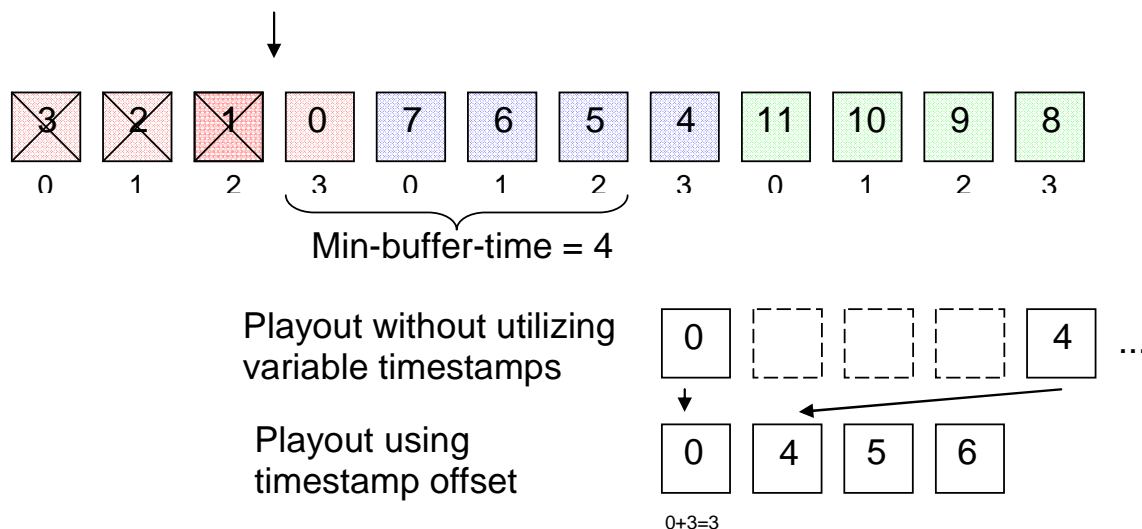 3 2 1 0 7 6 5 4 11 10 9 8
0 1 2 3 0 1 2 3 0 1 2 3
Min-buffer-time = 4
Playout without utilizing
variable timestamps
0 4 ...
Playout using
timestamp offset
0 4 5 6
0+3=3